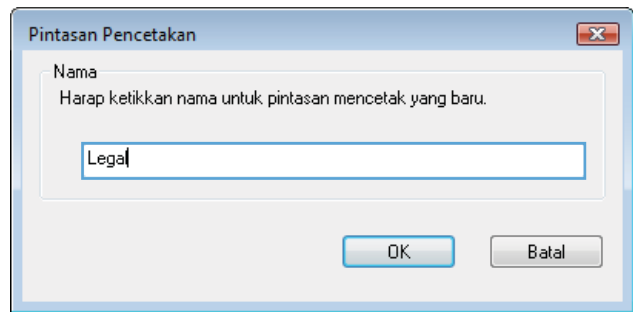 Pintasan Pencetakan
Nama
Harap ketikkan nama untuk pintasan mencetak yang baru.
Legal
OK
Batal